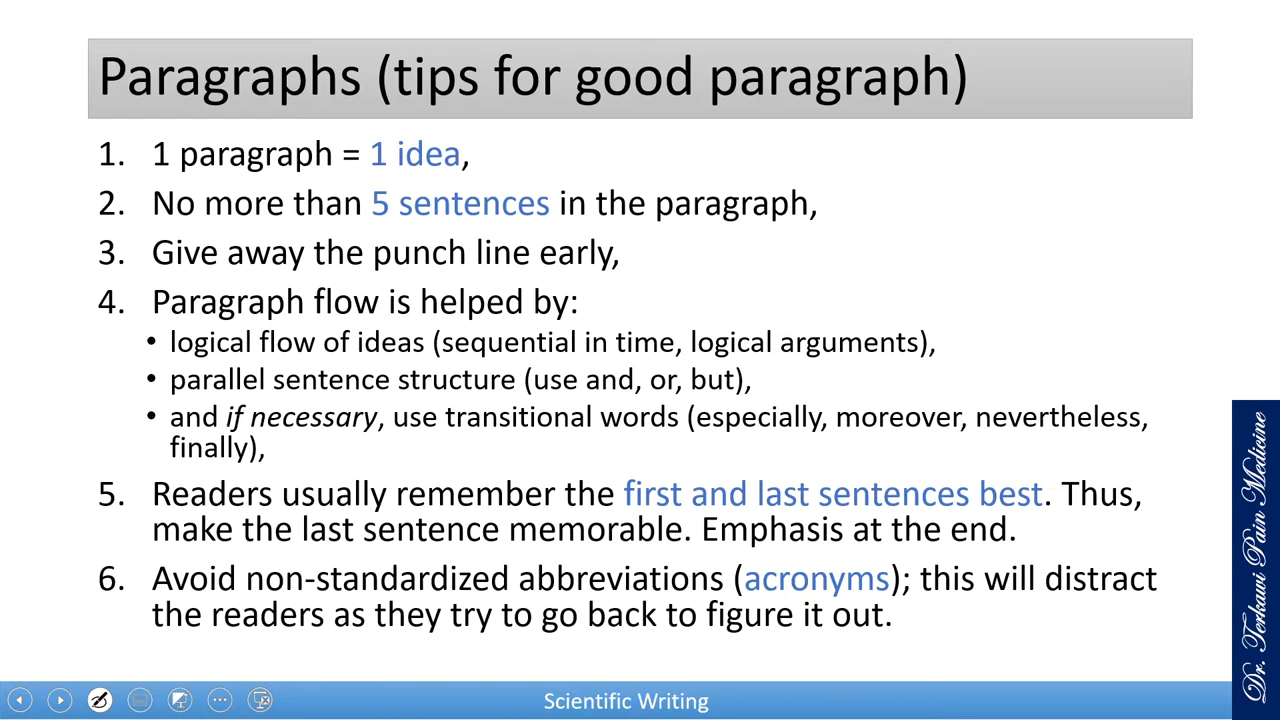 Paragraphs (tips for good paragraph)
1. 1 paragraph = 1 idea,
2. No more than 5 sentences in the paragraph,
3. Give away the punch line early,
4. Paragraph flow is helped by:
• logical flow of ideas (sequential in time, logical arguments),
• parallel sentence structure (use and, or, but),
• and if necessary, use transitional words (especially, moreover, nevertheless,
finally),
5. Readers usually remember the first and last sentences best. Thus,
make the last sentence memorable. Emphasis at the end.
6. Avoid non-standardized abbreviations (acronyms); this will distract
the readers as they try to go back to figure it out.
Dr. Terkawi Pain Medicine
Scientific Writing